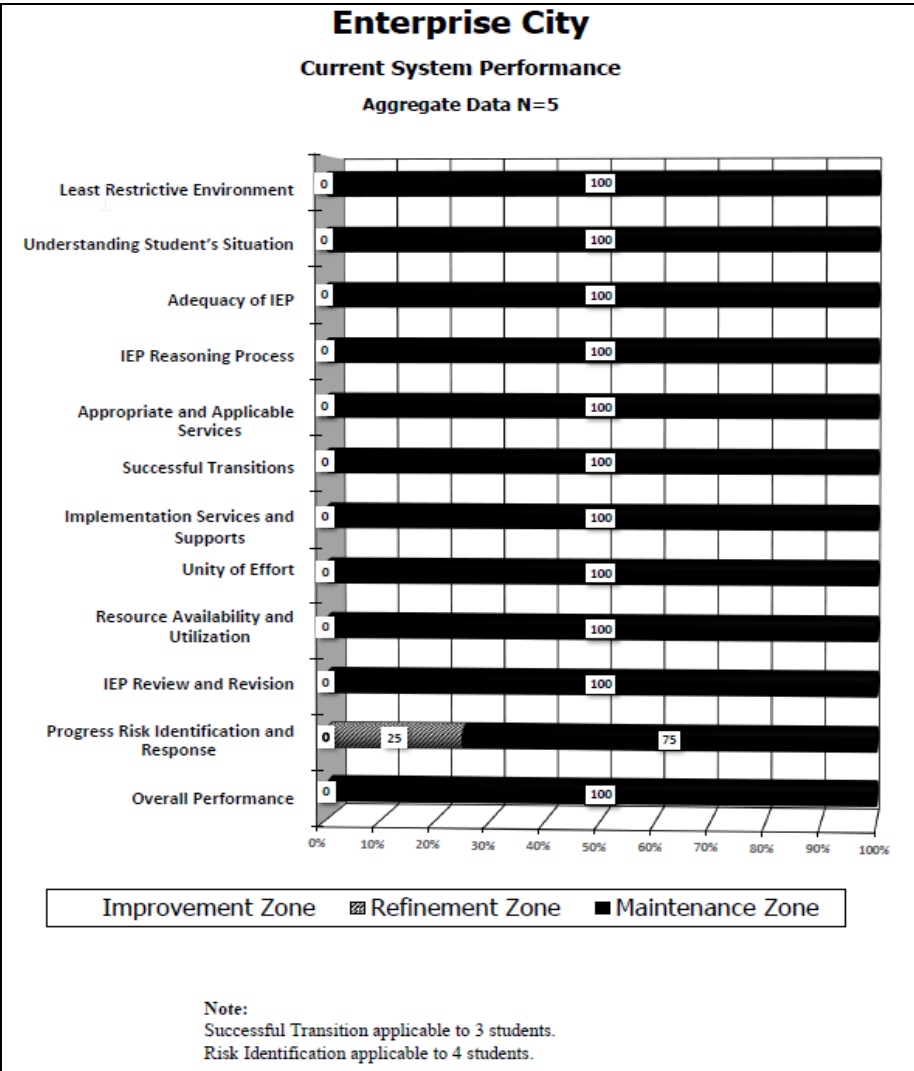 Enterprise City
Current System Performance
Aggregate Data N=5
Least Restrictive Environment
0
100
Understanding Student's Situation
0
100
Adequacy of IEP
0
100
IEP Reasoning Process
0
100
Appropriate and Applicable
Services
0
100
Successful Transitions
0
100
Implementation Services and
Supports
0
100
Unity of Effort
0
100
Resource Availability and
Utilization
0
100
IEP Review and Revision
0
100
Progress Risk Identification and
Response
0
25
75
Overall Performance
0
100
0% 10% 20% 30% 40% 50% 60% 70% 80% 90% 100%
Improvement Zone Refinement Zone Maintenance Zone
Note:
Successful Transition applicable to 3 students.
Risk Identification applicable to 4 students.